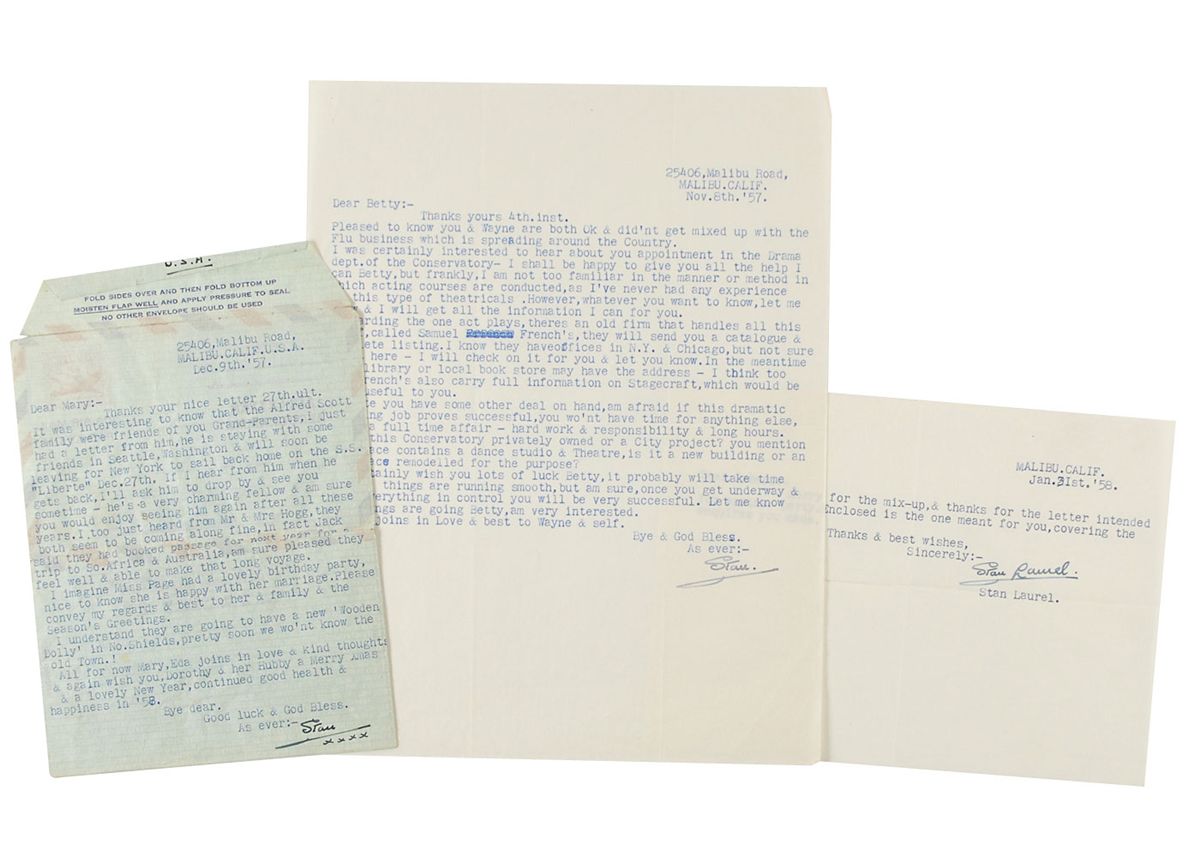 U.S.A.
FOLD SIDES OVER AND THEN FOLD BOTTOM UP
MOISTEN FLAP WELL AND APPLY PRESSURE TO SEAL
NO OTHER ENVELOPE SHOULD BE USED
25406,Malibu Road,
MALIBU.CALIF.U.S.A.
Dec.9th.'57.
Dear Mary:-
Thanks your nice letter 27th.ult.
It was interesting to know that the Alfred Scott
family were friends of you Grand-Parents,I just
had a letter from him,he is staying with some
friends in Seattle,Washington & will soon be
leaving for New York to sail back home on the S.S.
"Liberte" Dec.27th. If I hear from him when he
gets back,I'll ask him to drop by & see you
sometime - he's a very charming fellow & am sure
you would enjoy seeing him again after all these
years.I too just heard from Mr & Mrs Hogg,they
both seem to be coming along fine,in fact Jack
said they had booked passage for next year for a
trip to So.Africa & Australia,am sure pleased they
feel well & able to make that long voyage.
I imagine Miss Page had a lovely birthday party,
nice to know she is happy with her marriage.Please
convey my regards & best to her & family & the
Season's Greetings.
I understand they are going to have a new 'Wooden
Dolly' in No.Shields,pretty soon we wo'nt know the
old Town.!
All for now Mary,Eda joins in love & kind thoughts
& again wish you,Dorothy & her Hubby a Merry Xmas
& a lovely New Year,continued good health &
happiness in '58.
Bye dear.
Good luck & God Bless.
As ever:-
Stan
xxxx
25406,Malibu Road,
MALIBU.CALIF.
Nov.8th.'57.
Dear Betty:-
Thanks yours 4th.inst.
Pleased to know you & Wayne are both Ok & did'nt get mixed up with the
Flu business which is spreading around the Country.
I was certainly interested to hear about you appointment in the Drama
dept.of the Conservatory- I shall be happy to give you all the help I
can Betty,but frankly,I am not too familiar in the manner or method in
which acting courses are conducted,as I've never had any experience
this type of theatricals .However,whatever you want to know,let me
& I will get all the information I can for you.
arding the one act plays,theres an old firm that handles all this
,called Samuel French's,they will send you a catalogue &
ete listing.I know they haveoffices in N.Y. & Chicago,but not sure
here - I will check on it for you & let you know.In the meantime
library or local book store may have the address - I think too
rench's also carry full information on Stagecraft,which would be
useful to you.
e you have some other deal on hand,am afraid if this dramatic
ng job proves successful,you wo'nt have time for anything else,
a full time affair - hard work & responsibility & long hours.
this Conservatory privately owned or a City project? you mention
ce contains a dance studio & Theatre,is it a new building or an
ce remodelled for the purpose?
tainly wish you lots of luck Betty,it probably will take time
things are running smooth,but am sure,once you get underway &
verything in control you will be very successful. Let me know
ngs are going Betty,am very interested.
joins in Love & best to Wayne & self.
Bye & God Bless.
As ever:-
Stan.
MALIBU.CALIF.
Jan.31st.'58.
for the mix-up,& thanks for the letter intended
nclosed is the one meant for you,covering the
Thanks & best wishes,
Sincerely:-
Stan Laurel.
Stan Laurel.